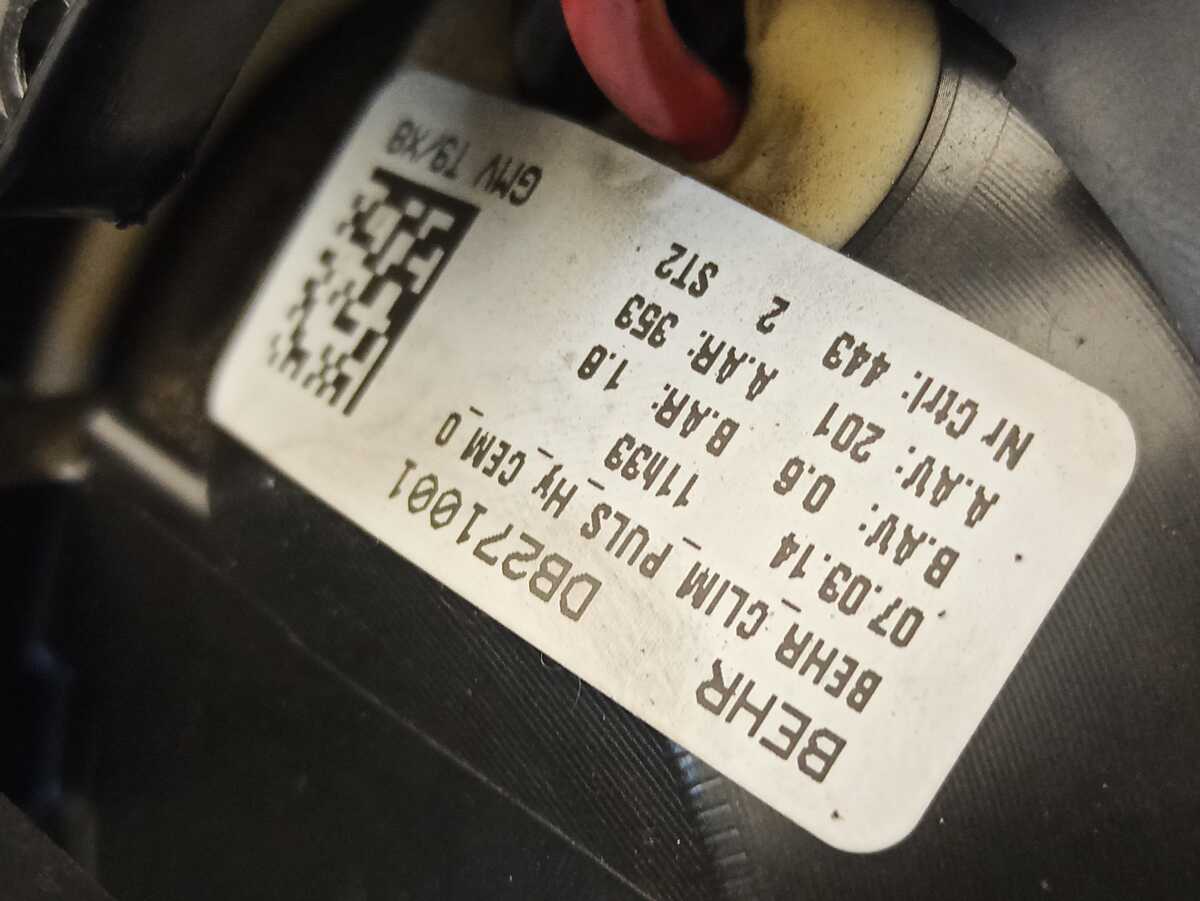 BEHR DB271001
BEHR_CLIM_PULS_Hy_CEM_0
07.03.14 11h33
B.AV: 0.6 B.AR: 1.8
A.AV: 201 A.AR: 353
Nr Ctrl: 443 2 ST2
GMV T9/X8